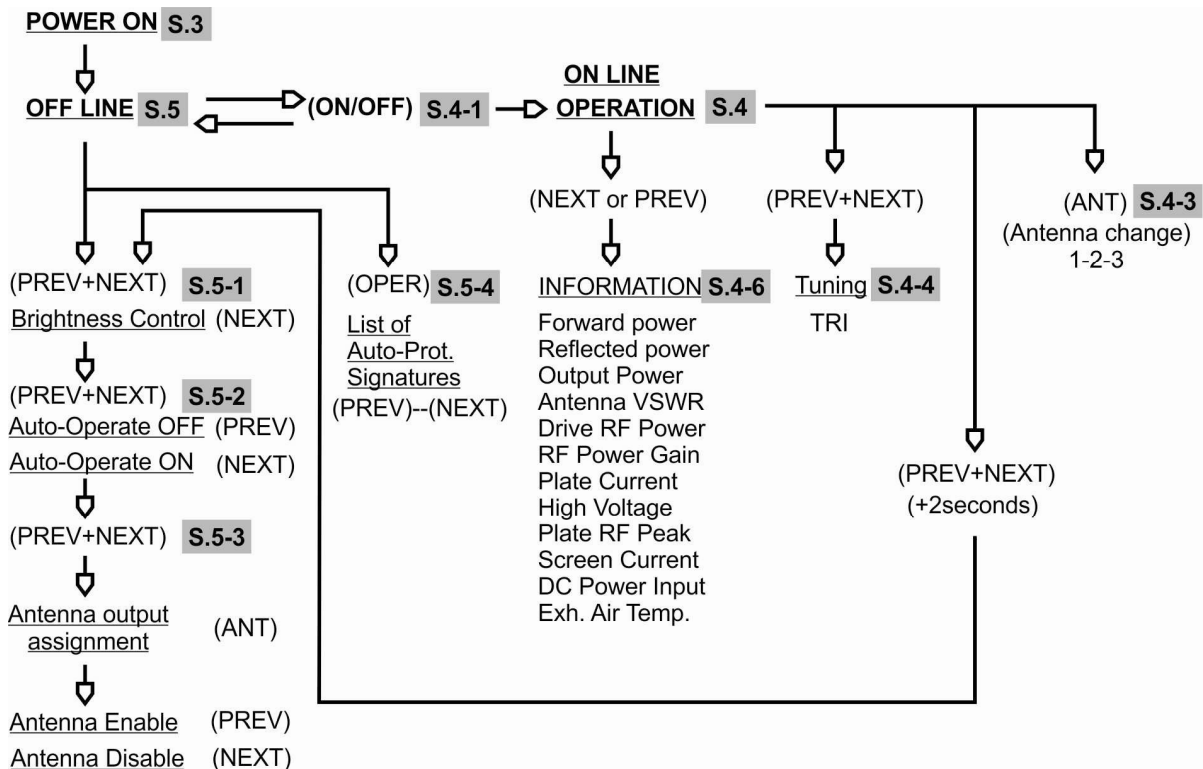 POWER ON S.3
OFF LINE S.5
(ON/OFF) S.4-1
ON LINE
OPERATION S.4
(PREV+NEXT) S.5-1
Brightness Control (NEXT)
(PREV+NEXT) S.5-2
Auto-Operate OFF (PREV)
Auto-Operate ON (NEXT)
(PREV+NEXT) S.5-3
Antenna output
assignment (ANT)
Antenna Enable (PREV)
Antenna Disable (NEXT)
(OPER) S.5-4
List of
Auto-Prot.
Signatures
(PREV)--(NEXT)
(NEXT or PREV)
INFORMATION S.4-6
Forward power
Reflected power
Output Power
Antenna VSWR
Drive RF Power
RF Power Gain
Plate Current
High Voltage
Plate RF Peak
Screen Current
DC Power Input
Exh. Air Temp.
(PREV+NEXT)
Tuning S.4-4
TRI
(PREV+NEXT)
(+2seconds)
(ANT) S.4-3
(Antenna change)
1-2-3